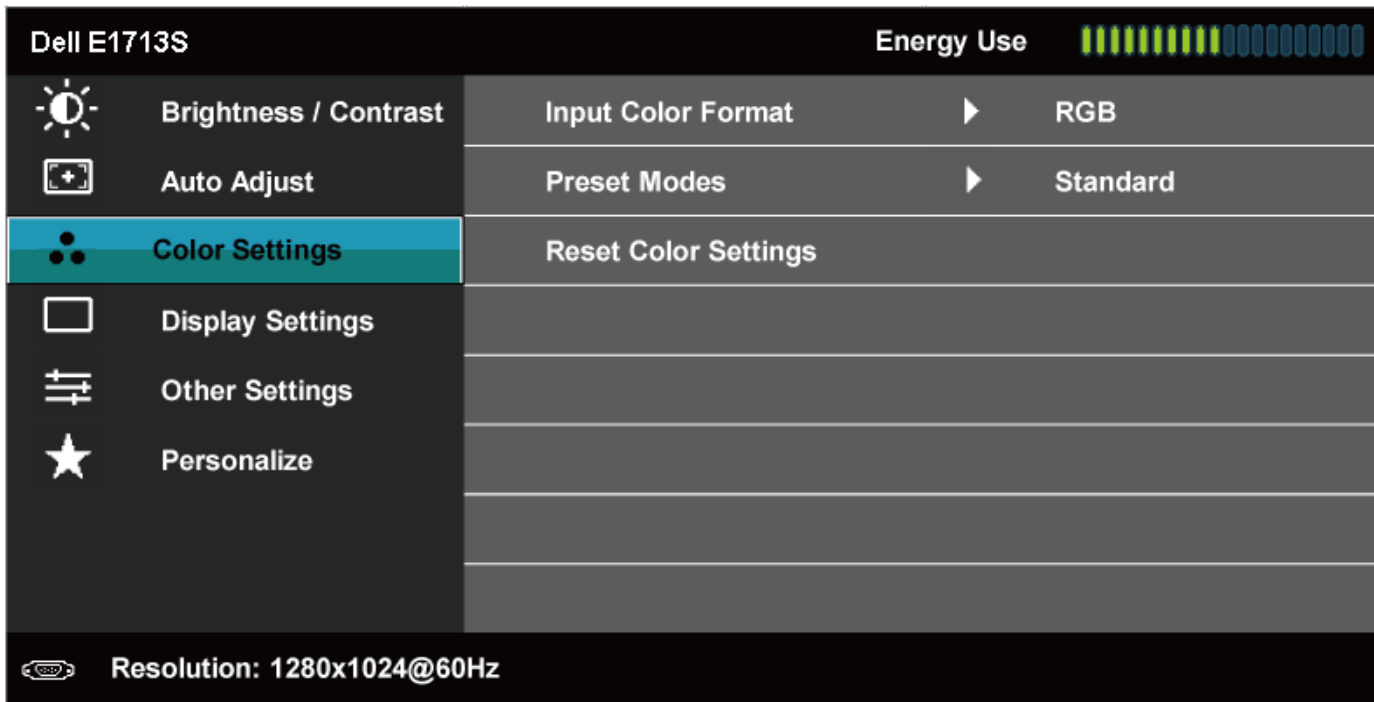 Dell E1713S Energy Use
Brightness / Contrast Input Color Format RGB
Auto Adjust Preset Modes Standard
Color Settings Reset Color Settings
Display Settings
Other Settings
Personalize
Resolution: 1280x1024@60Hz